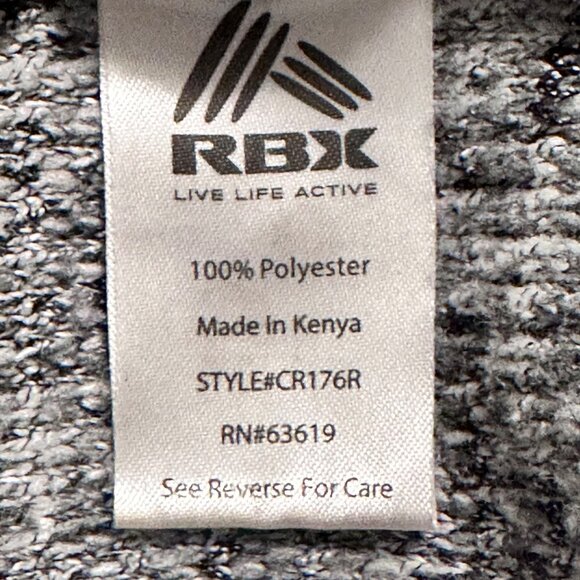 RBX
LIVE LIFE ACTIVE
100% Polyester
Made In Kenya
STYLE#CR176R
RN#63619
See Reverse For Care